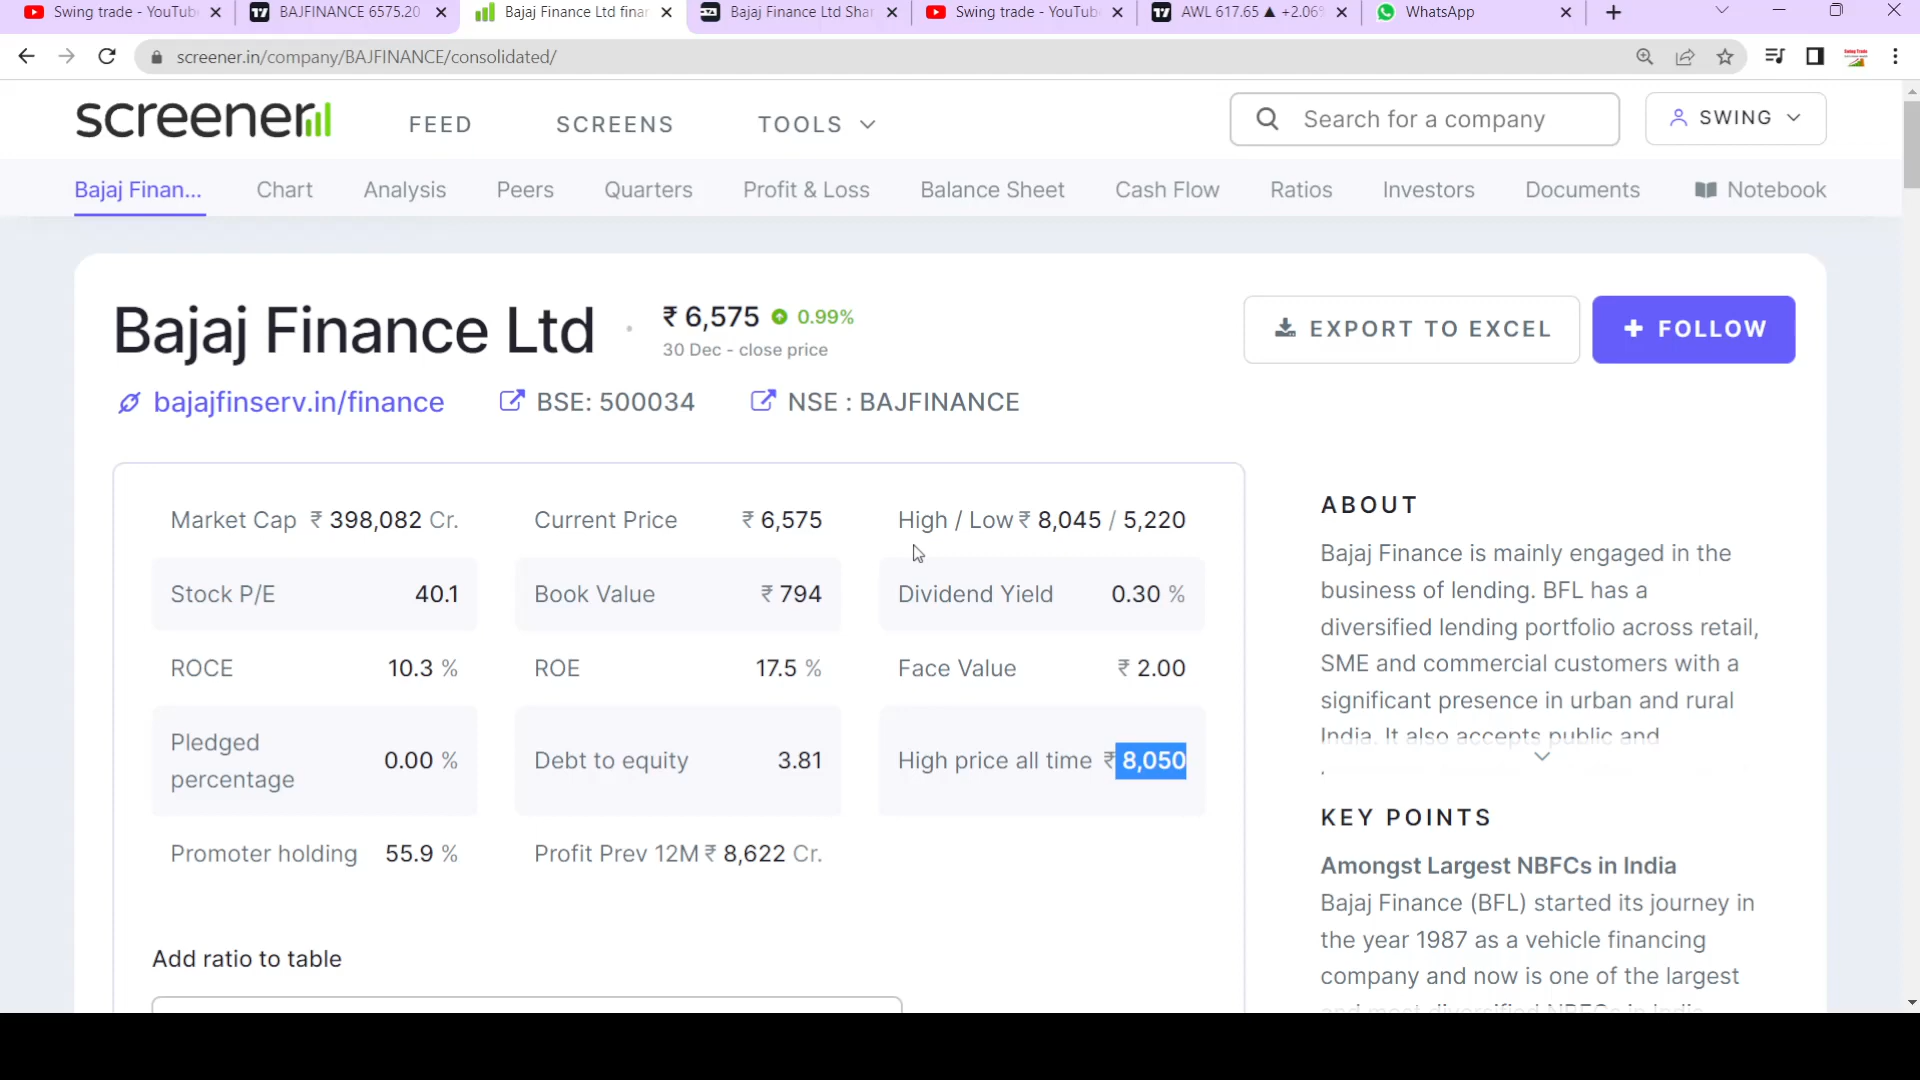 Swing trade - YouTub
BAJFINANCE 6575.20
Bajaj Finance Ltd finan
Bajaj Finance Ltd Shar
Swing trade - YouTub
AWL 617.65 ▲ +2.06%
WhatsApp
screener.in/company/BAJFINANCE/consolidated/
screener
FEED
SCREENS
TOOLS
Search for a company
SWING
Bajaj Finan...
Chart
Analysis
Peers
Quarters
Profit & Loss
Balance Sheet
Cash Flow
Ratios
Investors
Documents
Notebook
Bajaj Finance Ltd
₹ 6,575 0.99%
30 Dec - close price
EXPORT TO EXCEL
FOLLOW
bajajfinserv.in/finance
BSE: 500034
NSE : BAJFINANCE
Market Cap ₹ 398,082 Cr.
Current Price ₹ 6,575
High / Low ₹ 8,045 / 5,220
Stock P/E 40.1
Book Value ₹ 794
Dividend Yield 0.30 %
ROCE 10.3 %
ROE 17.5 %
Face Value ₹ 2.00
Pledged
percentage 0.00 %
Debt to equity 3.81
High price all time ₹ 8,050
Promoter holding 55.9 %
Profit Prev 12M ₹ 8,622 Cr.
Add ratio to table
ABOUT
Bajaj Finance is mainly engaged in the
business of lending. BFL has a
diversified lending portfolio across retail,
SME and commercial customers with a
significant presence in urban and rural
India. It also accepts public and
KEY POINTS
Amongst Largest NBFCs in India
Bajaj Finance (BFL) started its journey in
the year 1987 as a vehicle financing
company and now is one of the largest